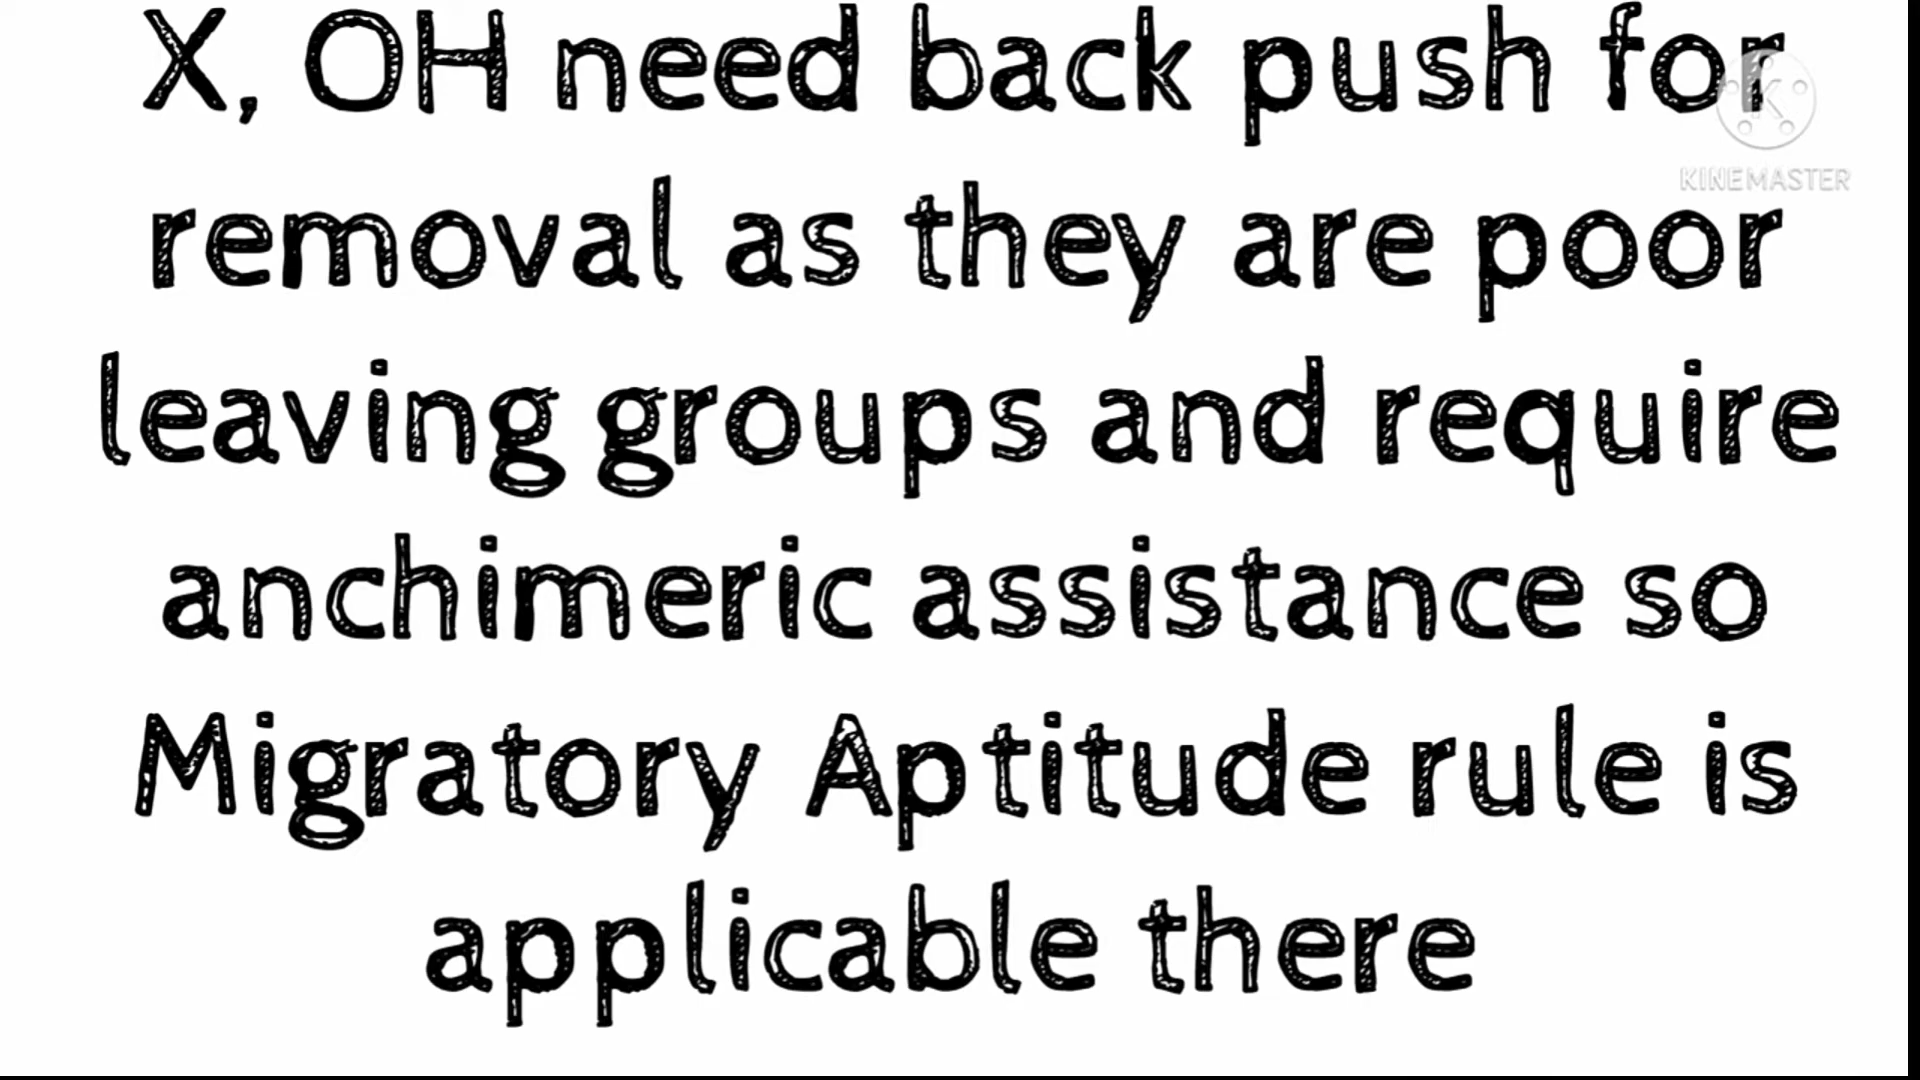 X, OH need back push for
KINEMASTER
removal as they are poor
leaving groups and require
anchimeric assistance so
Migratory Aptitude rule is
applicable there